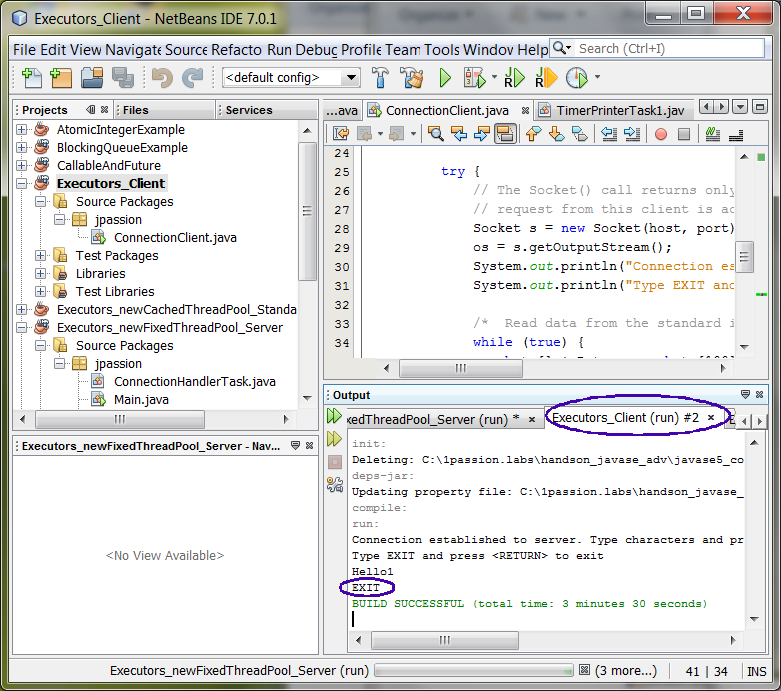 Executors_Client - NetBeans IDE 7.0.1
File Edit View Navigate Source Refacto Run Debug Profile Team Tools Window Help Search (Ctrl+I)
<default config>
Projects Files Services
...ava ConnectionClient.java TimerPrinterTask1.jav
AtomicIntegerExample
BlockingQueueExample
CallableAndFuture
Executors_Client
Source Packages
jpassion
ConnectionClient.java
Test Packages
Libraries
Test Libraries
Executors_newCachedThreadPool_Standa
Executors_newFixedThreadPool_Server
Source Packages
jpassion
ConnectionHandlerTask.java
Main.java
24
25 try {
26 // The Socket() call returns only
27 // request from this client is ac
28 Socket s = new Socket(host, port)
29 os = s.getOutputStream();
30 System.out.println("Connection es
31 System.out.println("Type EXIT and
32
33 /* Read data from the standard i
34 while (true) {
Executors_newFixedThreadPool_Server - Nav...
<No View Available>
Output
xedThreadPool_Server (run) * Executors_Client (run) #2
init:
Deleting: C:\1passion.labs\handson_javase_adv\javase5_co
deps-jar:
Updating property file: C:\1passion.labs\handson_javase_
compile:
run:
Connection established to server. Type characters and pr
Type EXIT and press <RETURN> to exit
Hello1
EXIT
BUILD SUCCESSFUL (total time: 3 minutes 30 seconds)
Executors_newFixedThreadPool_Server (run) (3 more...) 41 | 34 INS